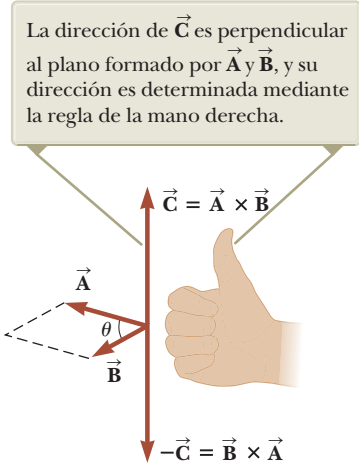 La dirección de C⃗ es perpendicular
al plano formado por A⃗ y B⃗, y su
dirección es determinada mediante
la regla de la mano derecha.
C⃗ = A⃗ × B⃗
A⃗
θ
B⃗
−C⃗ = B⃗ × A⃗